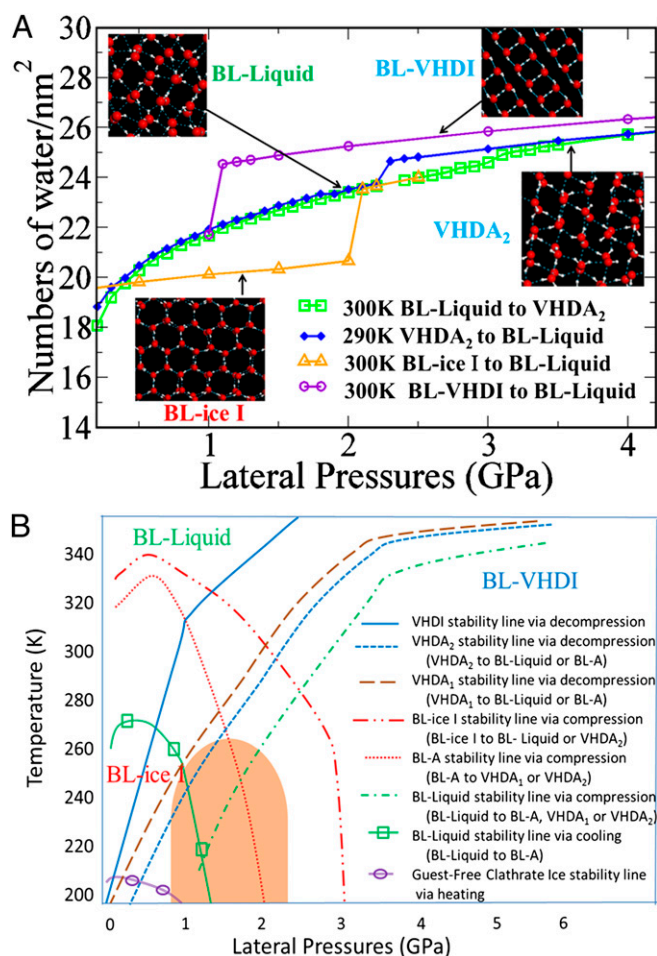 A
30
28
26
24
22
20
18
16
14
Numbers of water/nm²
BL-Liquid
BL-VHDI
VHDA₂
BL-ice I
300K BL-Liquid to VHDA₂
290K VHDA₂ to BL-Liquid
300K BL-ice I to BL-Liquid
300K BL-VHDI to BL-Liquid
1 2 3 4
Lateral Pressures (GPa)
B
340
320
300
280
260
240
220
200
Temperature (K)
BL-Liquid
BL-VHDI
BL-ice I
VHDI stability line via decompression
VHDA₂ stability line via decompression
(VHDA₂ to BL-Liquid or BL-A)
VHDA₁ stability line via decompression
(VHDA₁ to BL-Liquid or BL-A)
BL-ice I stability line via compression
(BL-ice I to BL- Liquid or VHDA₂)
BL-A stability line via compression
(BL-A to VHDA₁ or VHDA₂)
BL-Liquid stability line via compression
(BL-Liquid to BL-A, VHDA₁ or VHDA₂)
BL-Liquid stability line via cooling
(BL-Liquid to BL-A)
Guest-Free Clathrate Ice stability line
via heating
0 1 2 3 4 5 6
Lateral Pressures (GPa)